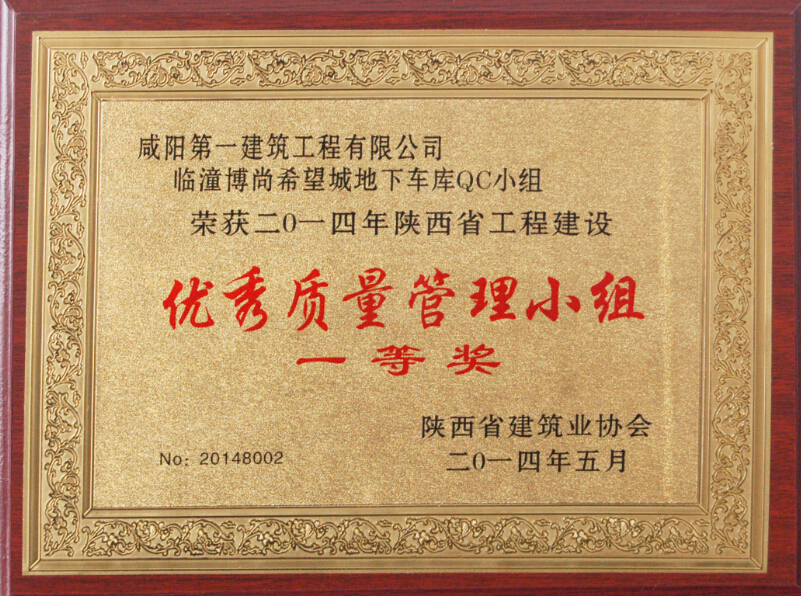 咸阳第一建筑工程有限公司
临潼博尚希望城地下车库QC小组
荣获二0一四年陕西省工程建设
优秀质量管理小组
一等奖
陕西省建筑业协会
No: 20148002
二0一四年五月